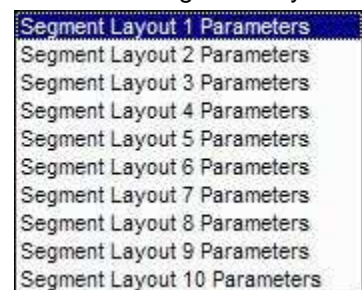 Segment Layout 1 Parameters
Segment Layout 2 Parameters
Segment Layout 3 Parameters
Segment Layout 4 Parameters
Segment Layout 5 Parameters
Segment Layout 6 Parameters
Segment Layout 7 Parameters
Segment Layout 8 Parameters
Segment Layout 9 Parameters
Segment Layout 10 Parameters